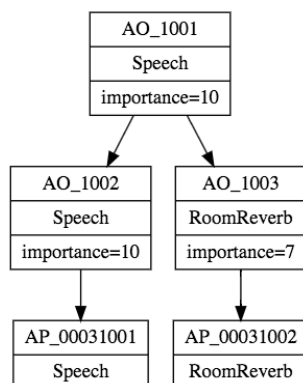 AO_1001
Speech
importance=10
AO_1002
Speech
importance=10
AO_1003
RoomReverb
importance=7
AP_00031001
Speech
AP_00031002
RoomReverb